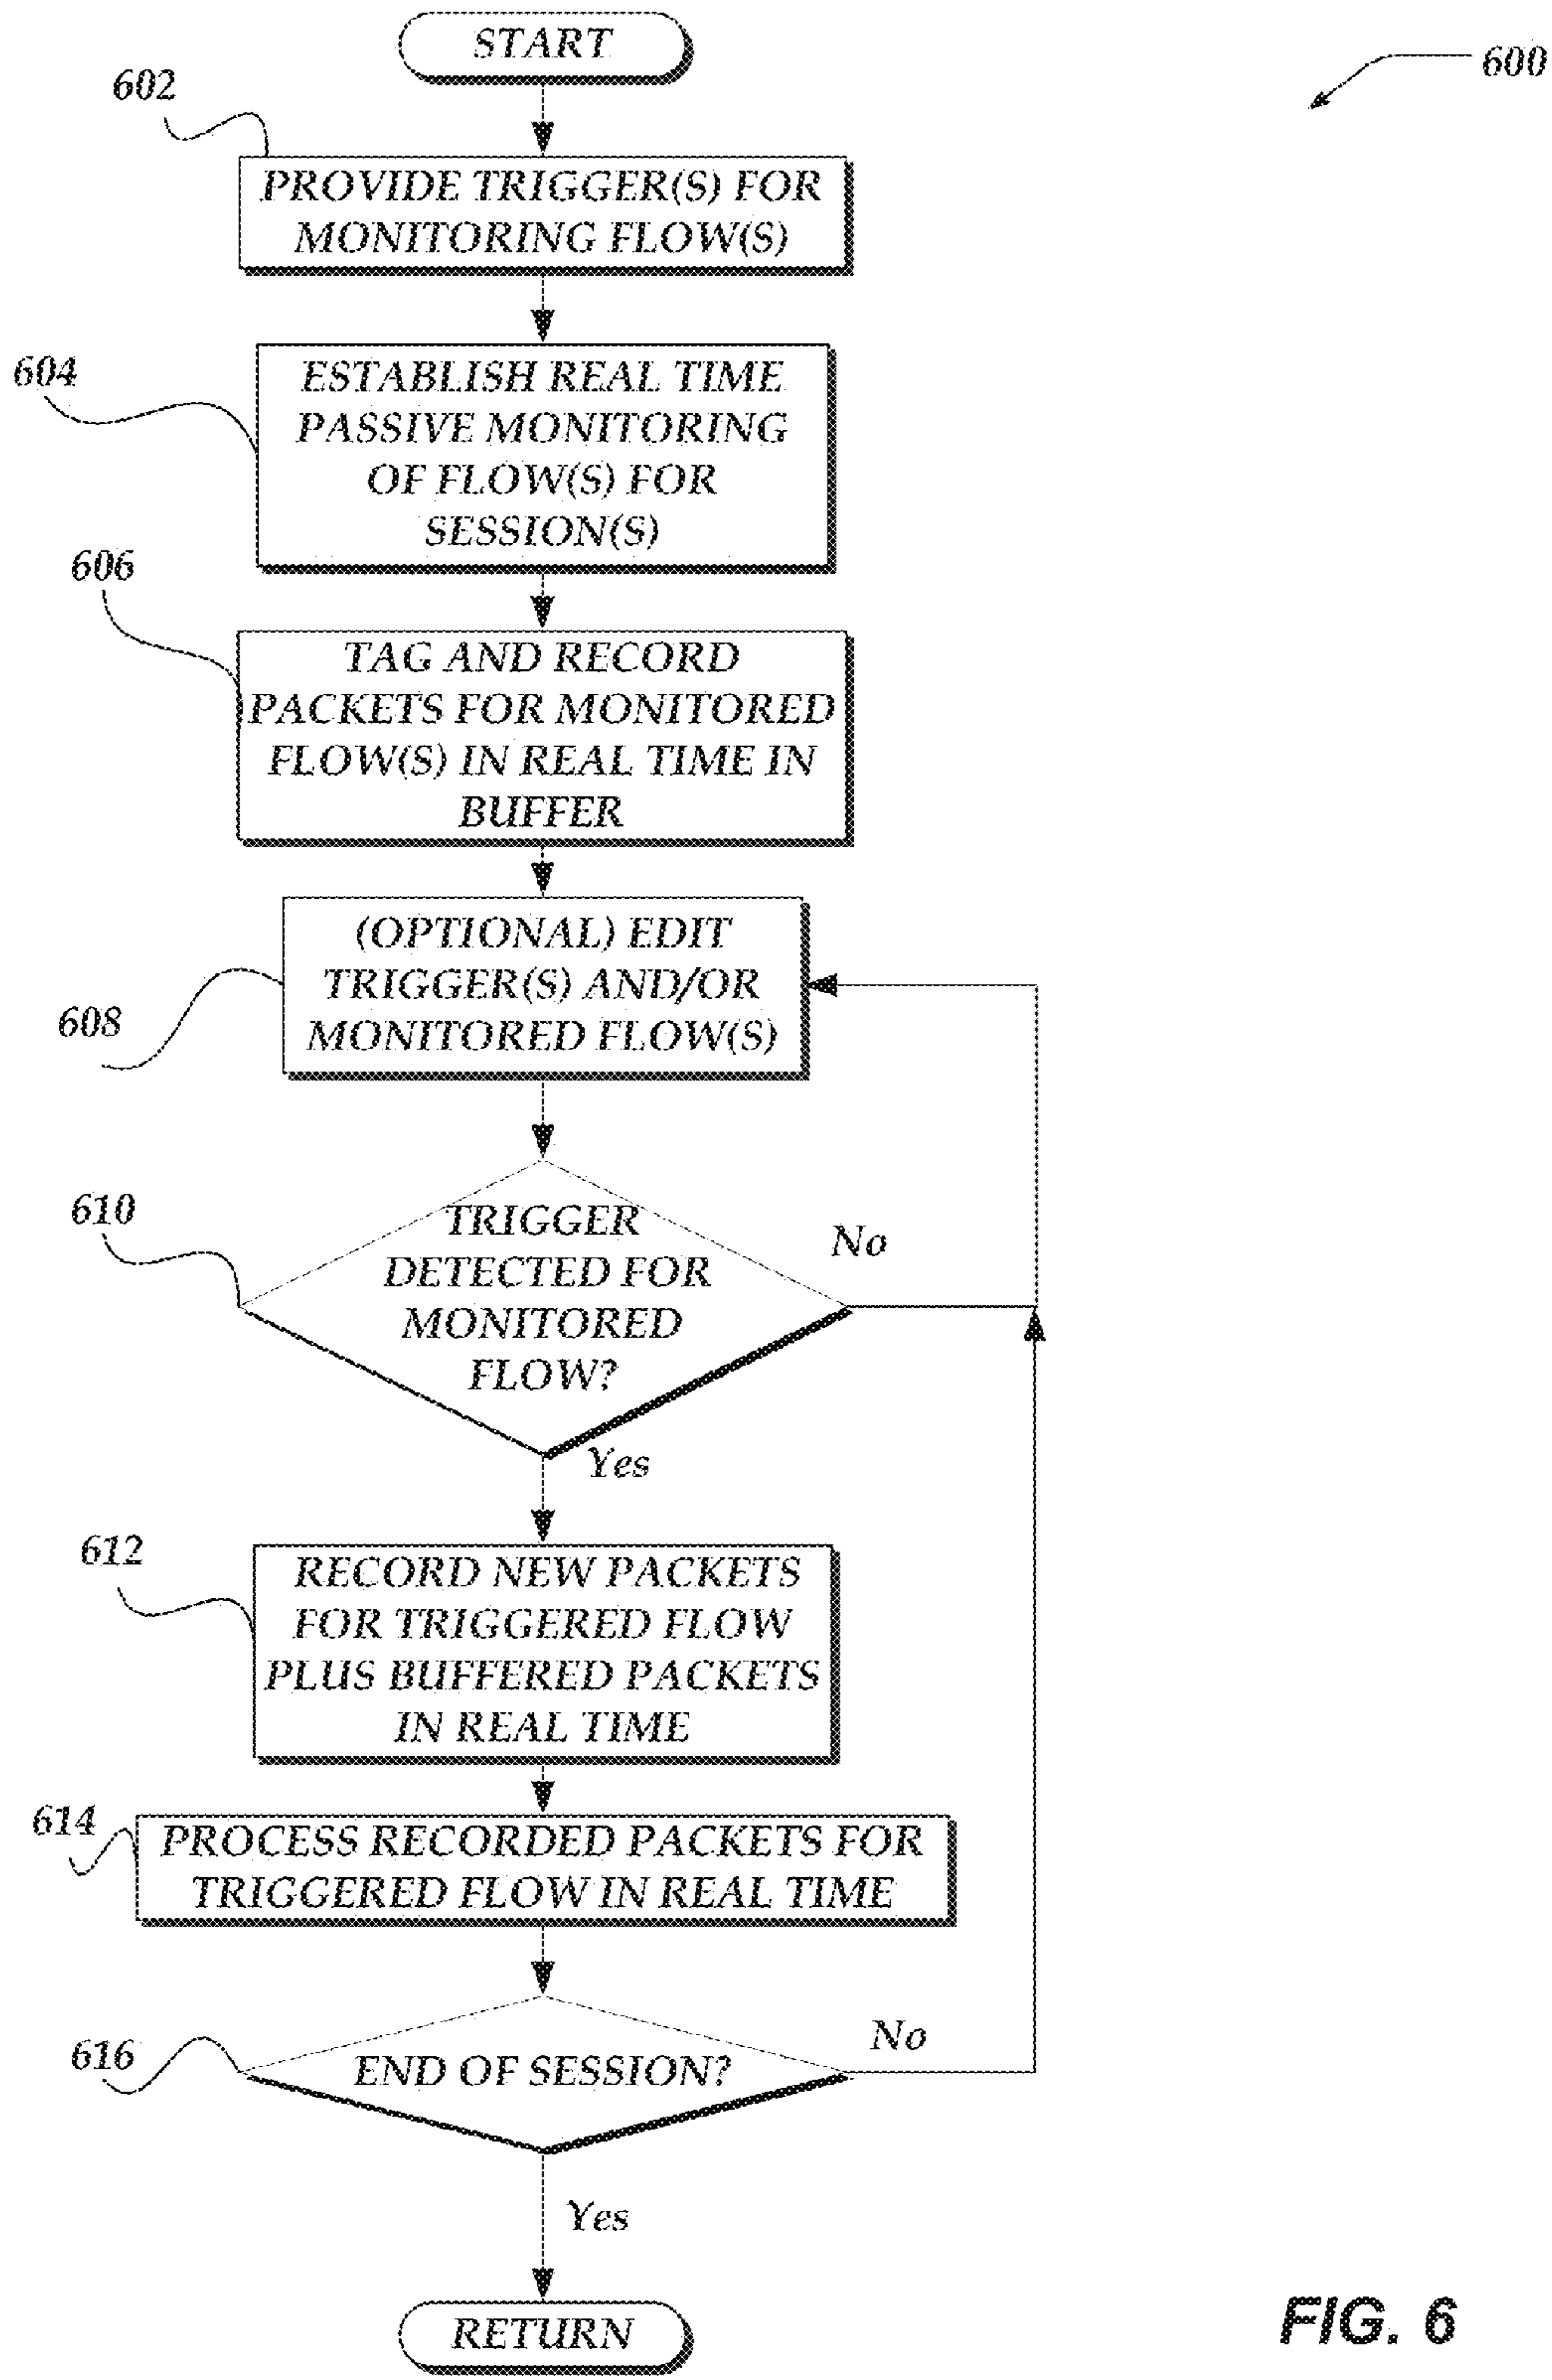 START
600
602
PROVIDE TRIGGER(S) FOR
MONITORING FLOW(S)
604
ESTABLISH REAL TIME
PASSIVE MONITORING
OF FLOW(S) FOR
SESSION(S)
606
TAG AND RECORD
PACKETS FOR MONITORED
FLOW(S) IN REAL TIME IN
BUFFER
608
(OPTIONAL) EDIT
TRIGGER(S) AND/OR
MONITORED FLOW(S)
610
TRIGGER
DETECTED FOR
MONITORED
FLOW?
No
Yes
612
RECORD NEW PACKETS
FOR TRIGGERED FLOW
PLUS BUFFERED PACKETS
IN REAL TIME
614
PROCESS RECORDED PACKETS FOR
TRIGGERED FLOW IN REAL TIME
616
END OF SESSION?
No
Yes
RETURN
FIG. 6